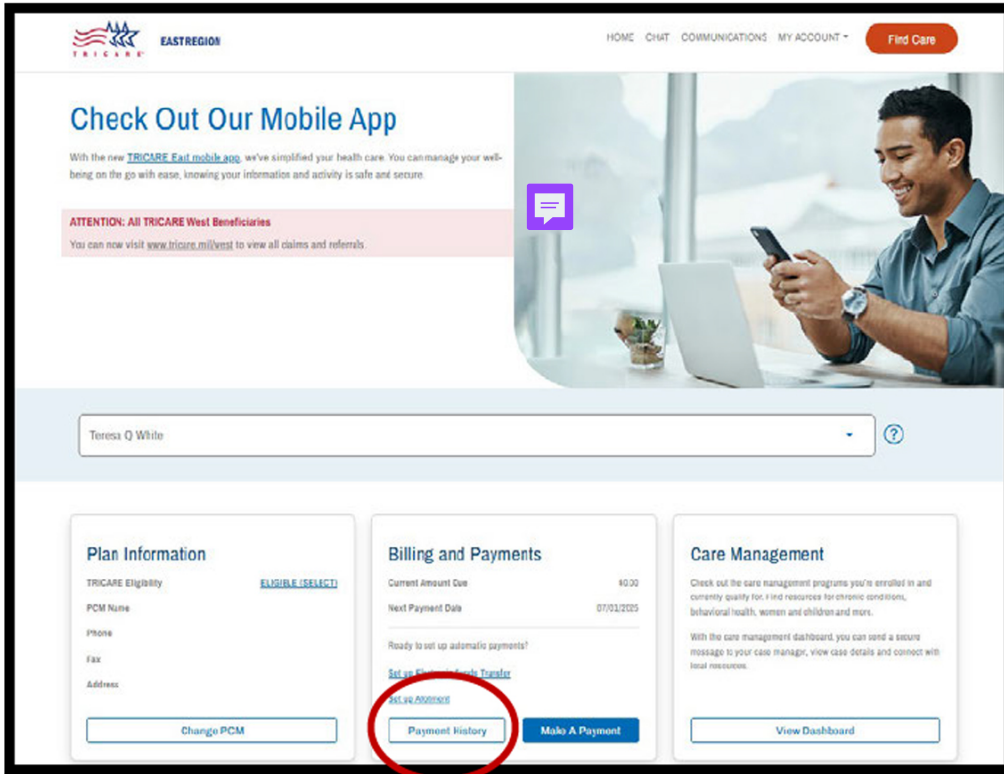 TRICARE
EAST REGION
HOME CHAT COMMUNICATIONS MY ACCOUNT
Find Care
Check Out Our Mobile App
With the new TRICARE East mobile app, we've simplified your health care. You can manage your well-
being on the go with ease, knowing your information and activity is safe and secure.
ATTENTION: All TRICARE West Beneficiaries
You can now visit www.tricare.mil/west to view all claims and referrals.
Teresa Q White
?
Plan Information
TRICARE Eligibility ELIGIBLE (SELECT)
PCM Name
Phone
Fax
Address
Change PCM
Billing and Payments
Current Amount Due $0.00
Next Payment Date 07/01/2025
Ready to set up automatic payments?
Set up Electronic Funds Transfer
Set up Allotment
Payment History
Make A Payment
Care Management
Check out the care management programs you're enrolled in and
currently qualify for. Find resources for chronic conditions,
behavioral health, women and children and more.
With the care management dashboard, you can send a secure
message to your case manager, view case details and connect with
local resources.
View Dashboard